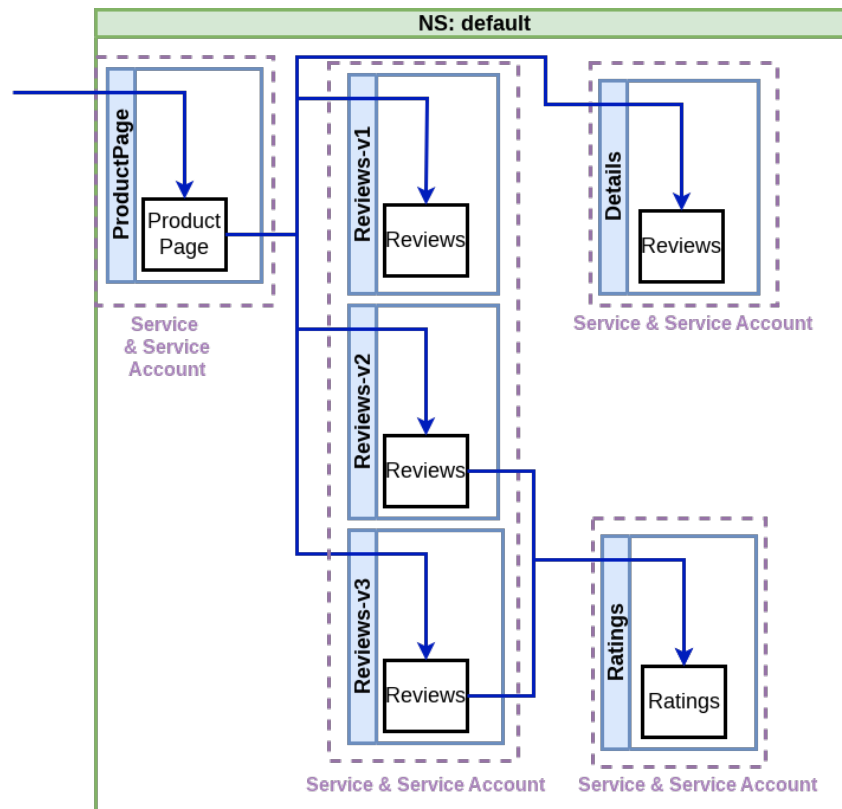 NS: default
ProductPage
Product
Page
Service
& Service
Account
Reviews-v1
Reviews
Reviews-v2
Reviews
Reviews-v3
Reviews
Service & Service Account
Details
Reviews
Service & Service Account
Ratings
Ratings
Service & Service Account